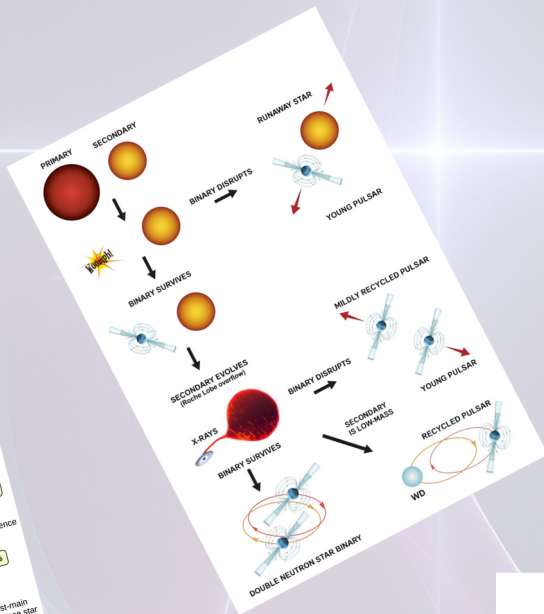 PRIMARY
SECONDARY
RUNAWAY STAR
BINARY DISRUPTS
YOUNG PULSAR
Woomph!
BINARY SURVIVES
MILDLY RECYCLED PULSAR
SECONDARY EVOLVES
(Roche Lobe overflow)
BINARY DISRUPTS
YOUNG PULSAR
X-RAYS
SECONDARY
IS LOW-MASS
RECYCLED PULSAR
BINARY SURVIVES
WD
DOUBLE NEUTRON STAR BINARY